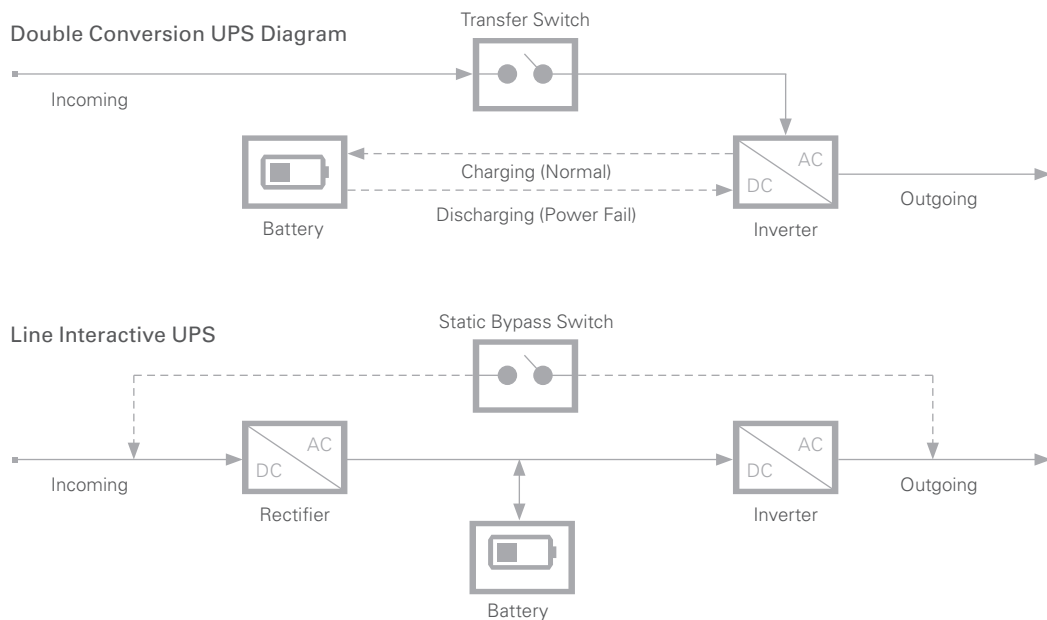 Double Conversion UPS Diagram
Transfer Switch
Incoming
Charging (Normal)
AC
DC
Outgoing
Discharging (Power Fail)
Battery
Inverter
Line Interactive UPS
Static Bypass Switch
AC
DC
AC
DC
Incoming
Outgoing
Rectifier
Inverter
Battery